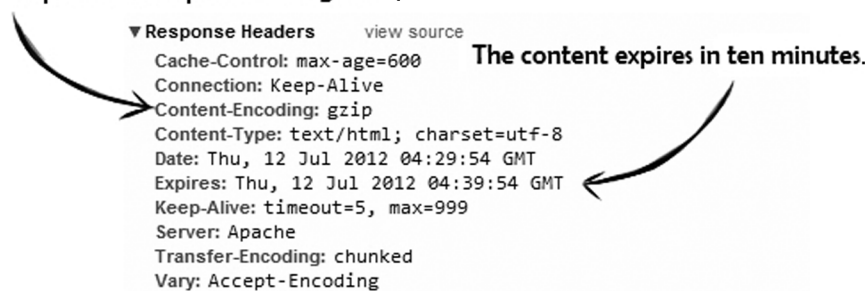 ▼ Response Headers view source
The content expires in ten minutes.
Cache-Control: max-age=600
Connection: Keep-Alive
Content-Encoding: gzip
Content-Type: text/html; charset=utf-8
Date: Thu, 12 Jul 2012 04:29:54 GMT
Expires: Thu, 12 Jul 2012 04:39:54 GMT
Keep-Alive: timeout=5, max=999
Server: Apache
Transfer-Encoding: chunked
Vary: Accept-Encoding